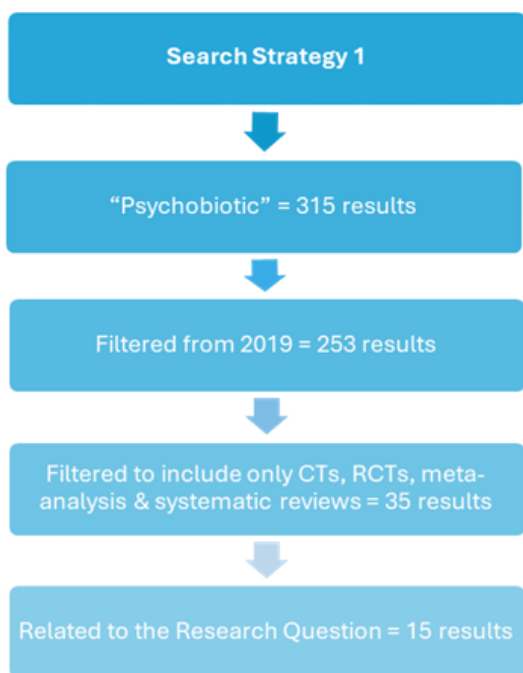 Search Strategy 1
“Psychobiotic” = 315 results
Filtered from 2019 = 253 results
Filtered to include only CTs, RCTs, meta-
analysis & systematic reviews = 35 results
Related to the Research Question = 15 results